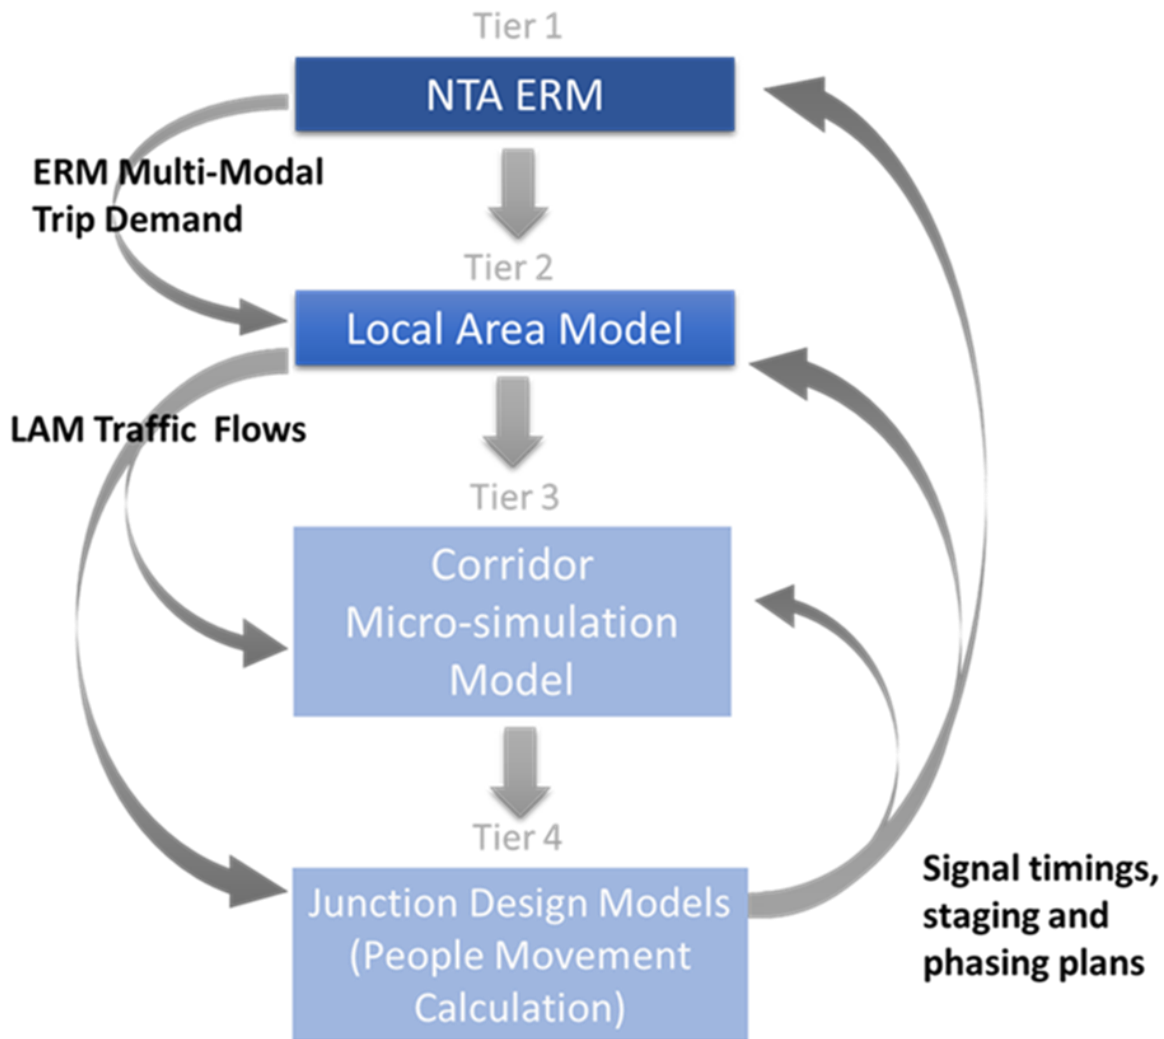 Tier 1
NTA ERM
ERM Multi-Modal
Trip Demand
Tier 2
Local Area Model
LAM Traffic  Flows
Tier 3
Corridor
Micro-simulation
Model
Tier 4
Junction Design Models
(People Movement
Calculation)
Signal timings,
staging and
phasing plans